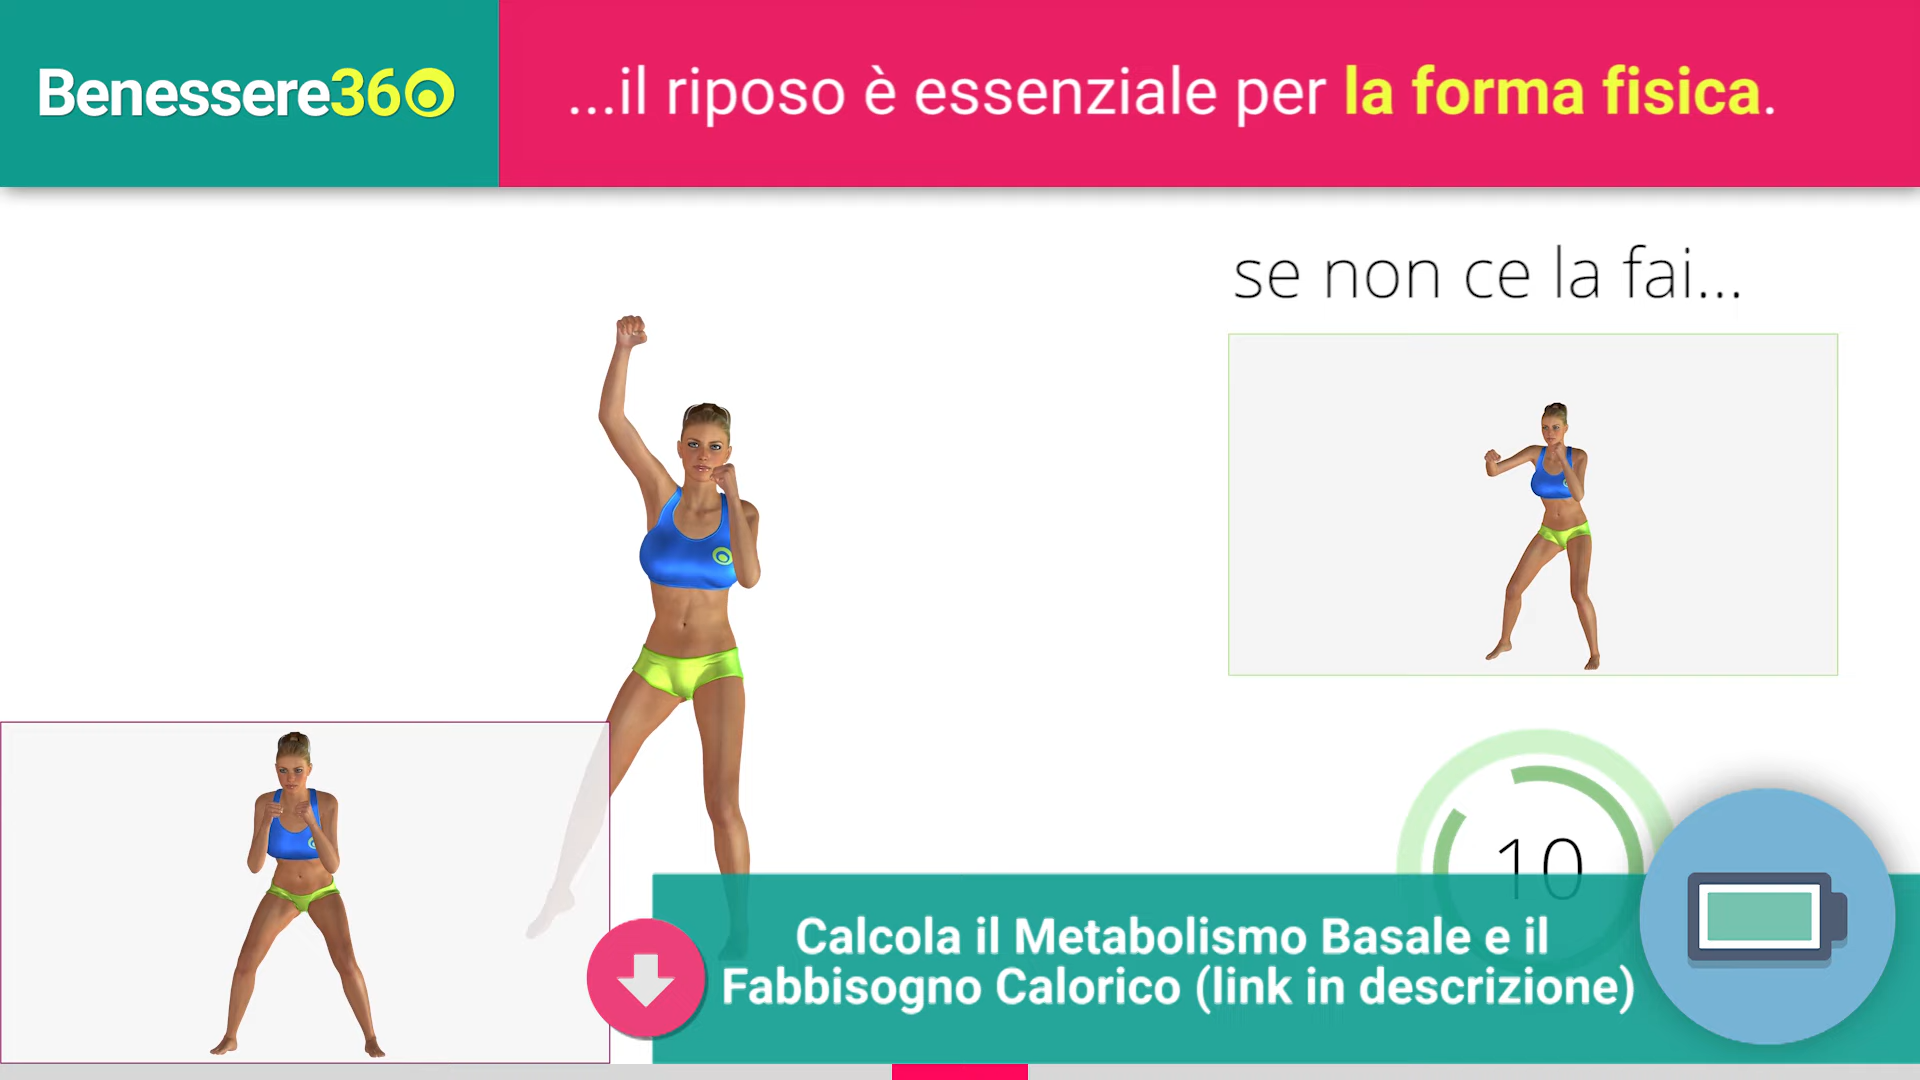 Benessere360
...il riposo è essenziale per la forma fisica.
se non ce la fai...
10
Calcola il Metabolismo Basale e il
Fabbisogno Calorico (link in descrizione)